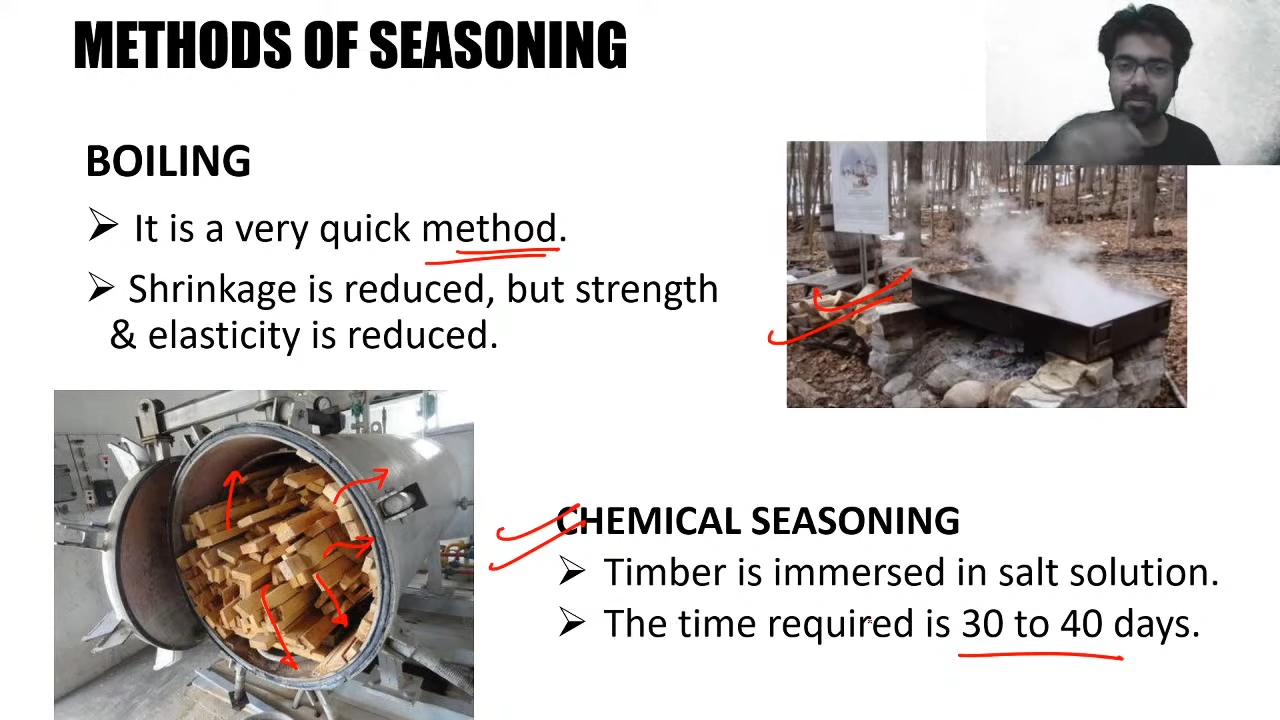 METHODS OF SEASONING
BOILING
➢ It is a very quick method.
➢ Shrinkage is reduced, but strength
& elasticity is reduced.
CHEMICAL SEASONING
➢ Timber is immersed in salt solution.
➢ The time required is 30 to 40 days.